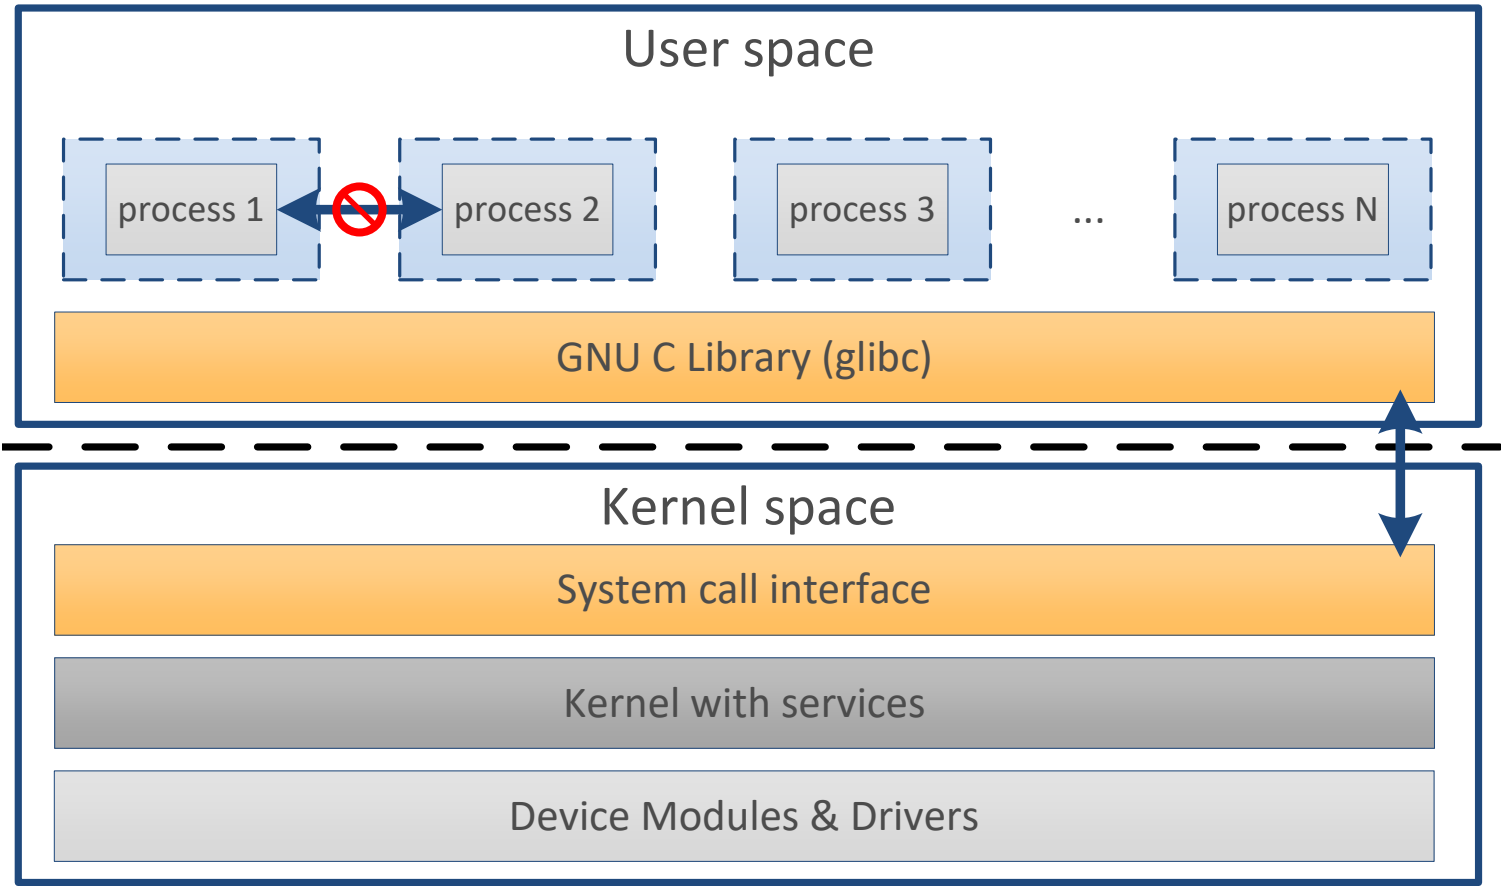 User space
process 1
process 2
process 3
...
process N
GNU C Library (glibc)
Kernel space
System call interface
Kernel with services
Device Modules & Drivers